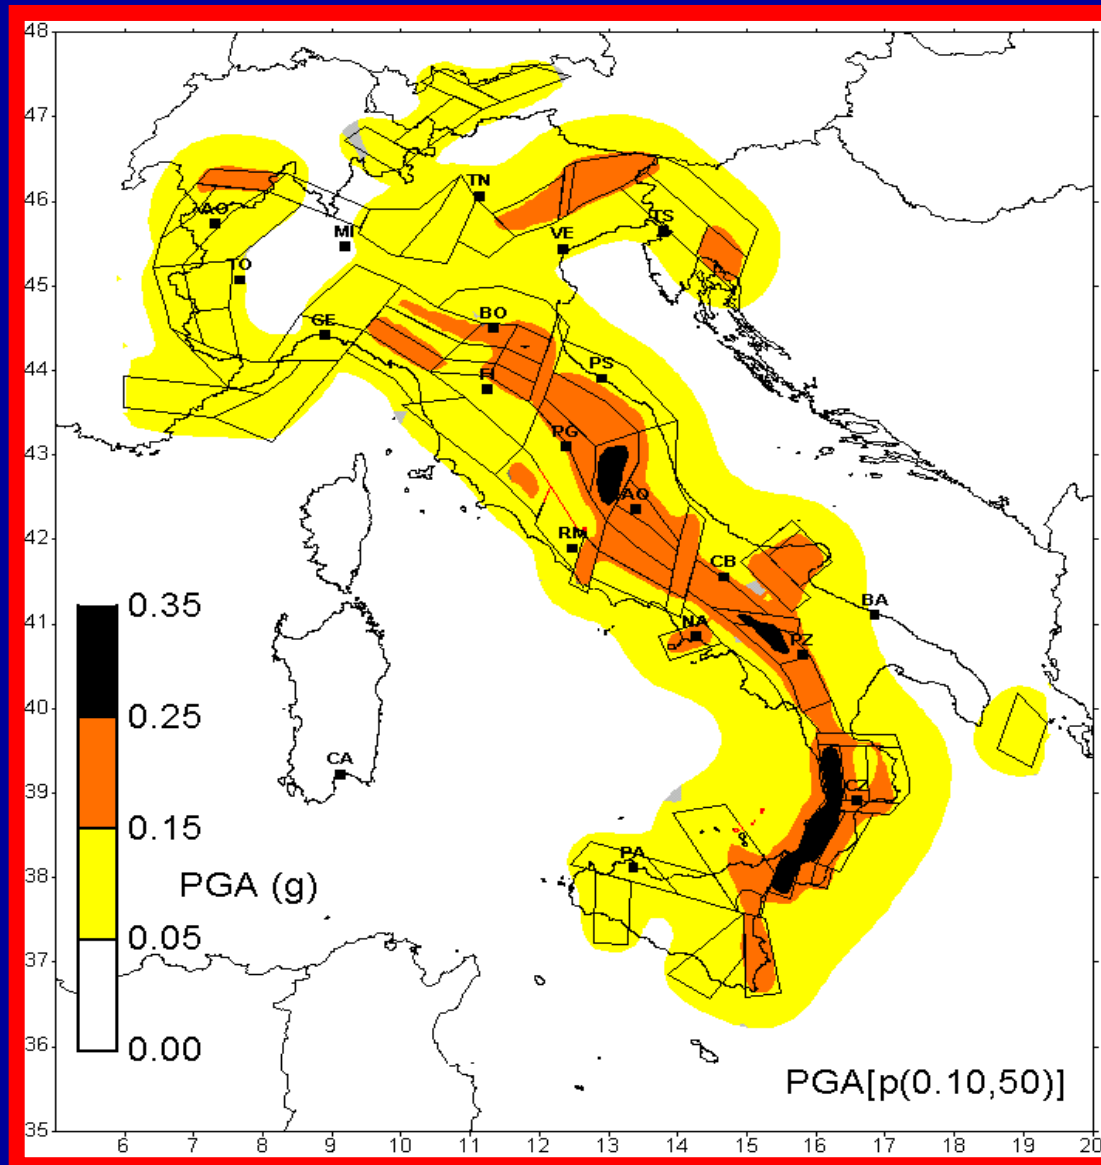 48
47
46
45
44
43
42
41
40
39
38
37
36
35
6 7 8 9 10 11 12 13 14 15 16 17 18 19 20
TN
AO
MI
VE
TS
TO
GE
BO
FI
PS
PG
AQ
RM
CB
BA
NA
PZ
CA
CZ
PA
0.35
0.25
0.15
0.05
0.00
PGA (g)
PGA[p(0.10,50)]